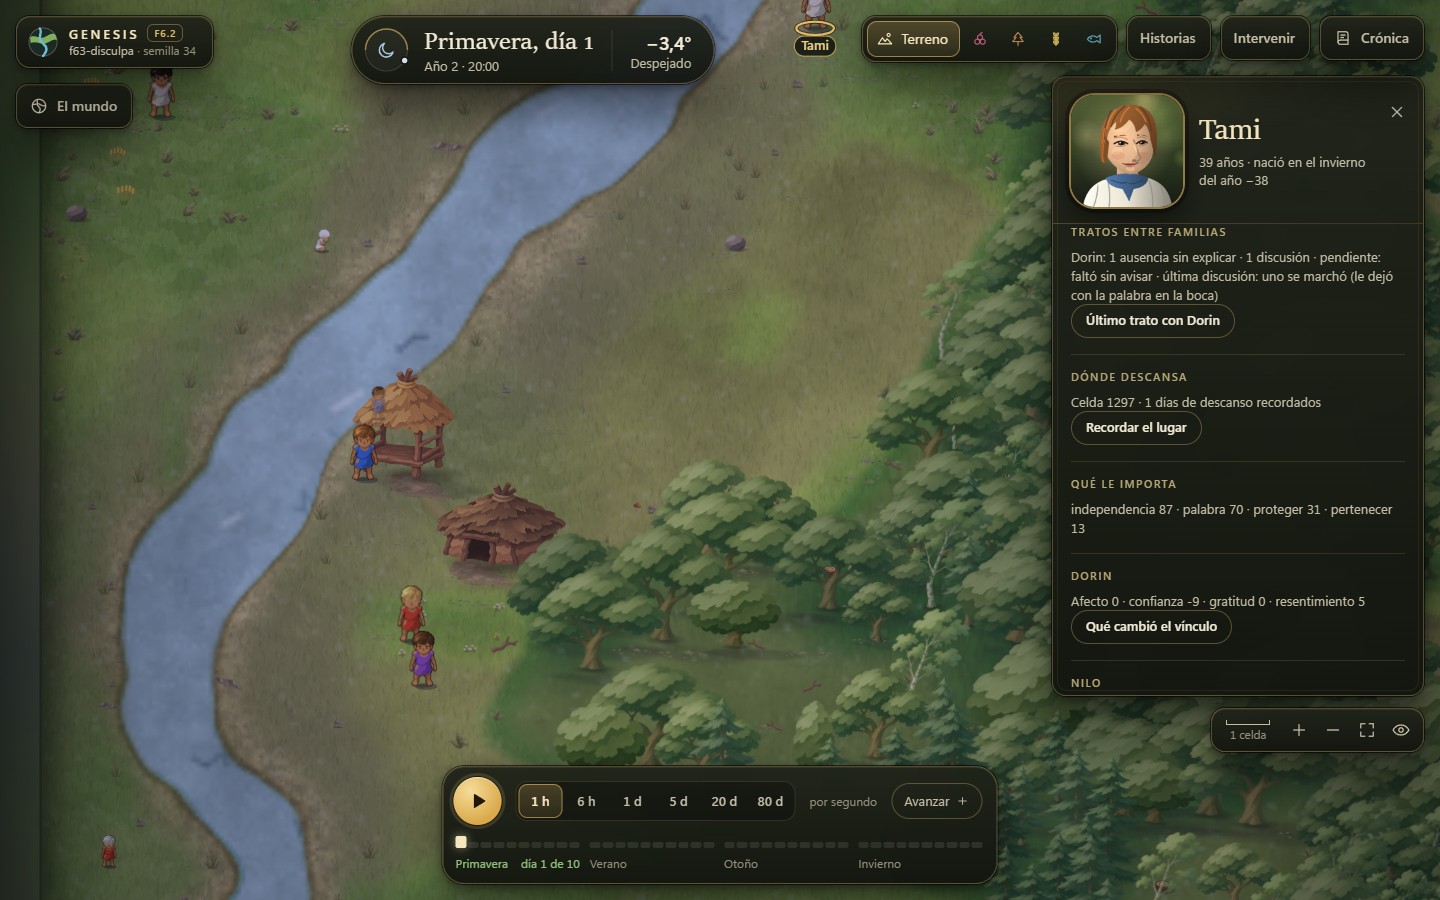 GENESIS F6.2
f63-disculpa · semilla 34
El mundo
Primavera, día 1
Año 2 · 20:00
−3,4°
Despejado
Tami
Terreno
Historias
Intervenir
Crónica
Tami
39 años · nació en el invierno
del año −38
TRATOS ENTRE FAMILIAS
Dorin: 1 ausencia sin explicar · 1 discusión · pendiente:
faltó sin avisar · última discusión: uno se marchó (le dejó
con la palabra en la boca)
Último trato con Dorin
DÓNDE DESCANSA
Celda 1297 · 1 días de descanso recordados
Recordar el lugar
QUÉ LE IMPORTA
independencia 87 · palabra 70 · proteger 31 · pertenecer
13
DORIN
Afecto 0 · confianza -9 · gratitud 0 · resentimiento 5
Qué cambió el vínculo
NILO
1 celda
1 h 6 h 1 d 5 d 20 d 80 d por segundo Avanzar +
Primavera día 1 de 10 Verano Otoño Invierno